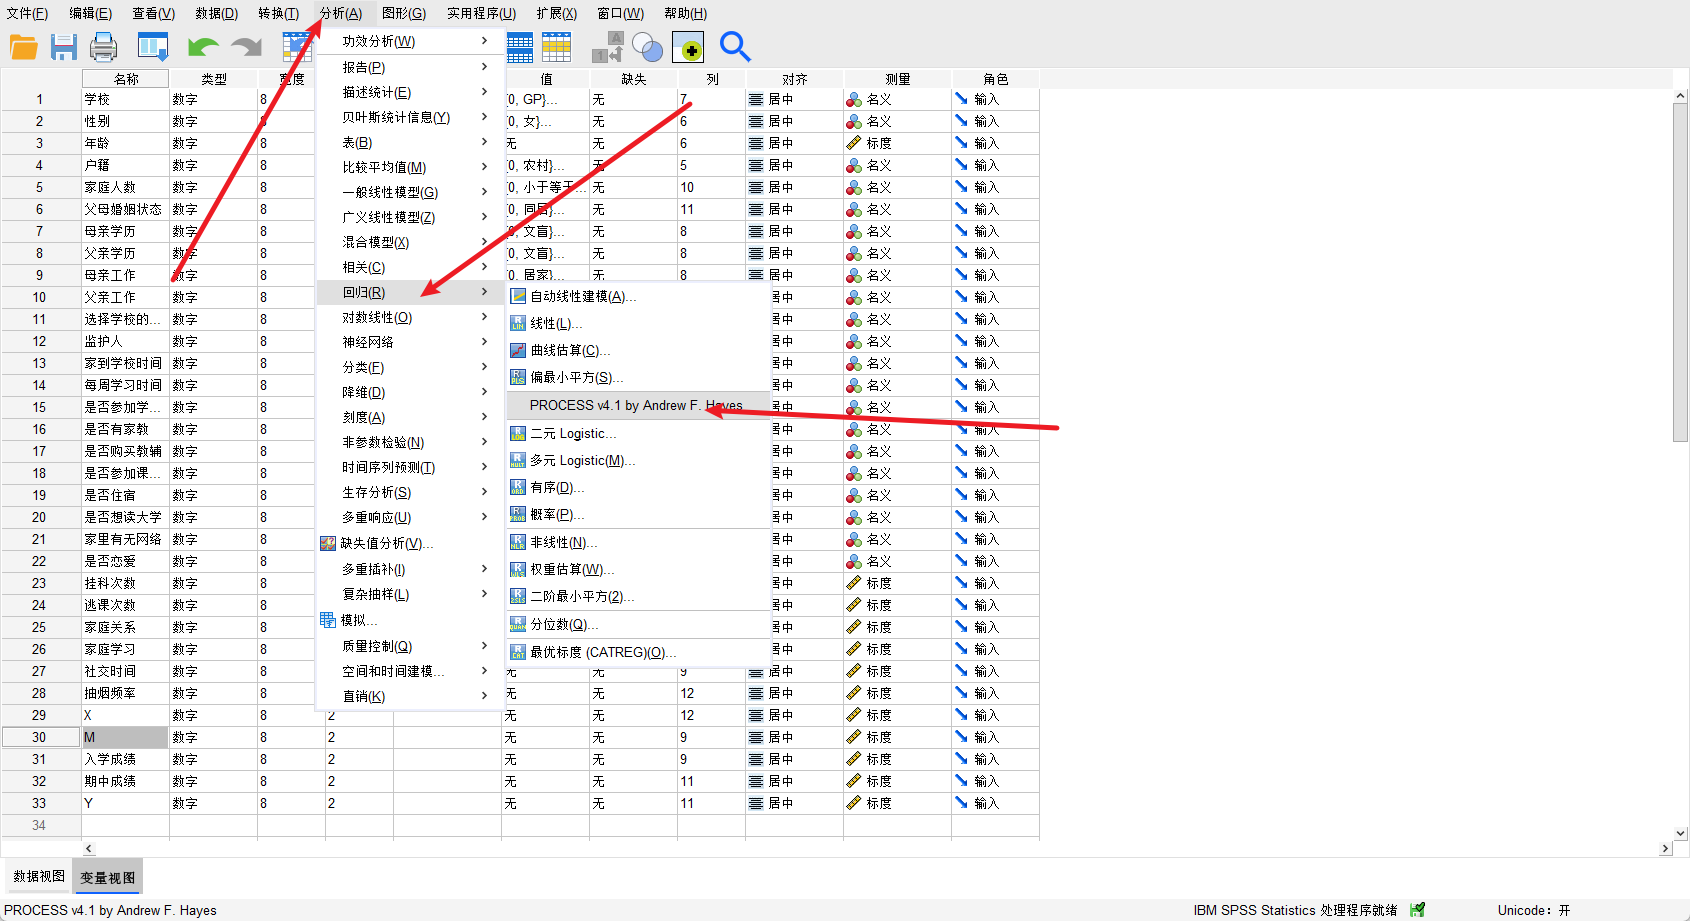 文件(F) 编辑(E) 查看(V) 数据(D) 转换(T) 分析(A) 图形(G) 实用程序(U) 扩展(X) 窗口(W) 帮助(H)
名称 类型 宽度 值 缺失 列 对齐 测量 角色
1 学校 数字 8 {0, GP}... 无 7 居中 名义 输入
2 性别 数字 8 {0, 女}... 无 6 居中 名义 输入
3 年龄 数字 8 无 无 6 居中 标度 输入
4 户籍 数字 8 {0, 农村}... 无 5 居中 名义 输入
5 家庭人数 数字 8 {0, 小于等于... 无 10 居中 名义 输入
6 父母婚姻状态 数字 8 {0, 同居}... 无 11 居中 名义 输入
7 母亲学历 数字 8 {0, 文盲}... 无 8 居中 名义 输入
8 父亲学历 数字 8 {0, 文盲}... 无 8 居中 名义 输入
9 母亲工作 数字 8 {0, 居家}... 无 8 居中 名义 输入
10 父亲工作 数字 8 居中 名义 输入
11 选择学校的... 数字 8 居中 名义 输入
12 监护人 数字 8 居中 名义 输入
13 家到学校时间 数字 8 居中 名义 输入
14 每周学习时间 数字 8 居中 名义 输入
15 是否参加学... 数字 8 居中 名义 输入
16 是否有家教 数字 8 居中 名义 输入
17 是否购买教辅 数字 8 居中 名义 输入
18 是否参加课... 数字 8 居中 名义 输入
19 是否住宿 数字 8 居中 名义 输入
20 是否想读大学 数字 8 居中 名义 输入
21 家里有无网络 数字 8 居中 名义 输入
22 是否恋爱 数字 8 居中 名义 输入
23 挂科次数 数字 8 居中 标度 输入
24 逃课次数 数字 8 居中 标度 输入
25 家庭关系 数字 8 居中 标度 输入
26 家庭学习 数字 8 居中 标度 输入
27 社交时间 数字 8 无 无 9 居中 标度 输入
28 抽烟频率 数字 8 无 无 12 居中 标度 输入
29 X 数字 8 2 无 无 12 居中 标度 输入
30 M 数字 8 2 无 无 9 居中 标度 输入
31 入学成绩 数字 8 2 无 无 9 居中 标度 输入
32 期中成绩 数字 8 2 无 无 11 居中 标度 输入
33 Y 数字 8 2 无 无 11 居中 标度 输入
34
功效分析(W)
报告(P)
描述统计(E)
贝叶斯统计信息(Y)
表(B)
比较平均值(M)
一般线性模型(G)
广义线性模型(Z)
混合模型(X)
相关(C)
回归(R)
对数线性(O)
神经网络
分类(F)
降维(D)
刻度(A)
非参数检验(N)
时间序列预测(T)
生存分析(S)
多重响应(U)
缺失值分析(V)...
多重插补(I)
复杂抽样(L)
模拟...
质量控制(Q)
空间和时间建模...
直销(K)
自动线性建模(A)...
线性(L)...
曲线估算(C)...
偏最小平方(S)...
PROCESS v4.1 by Andrew F. Hayes
二元 Logistic...
多元 Logistic(M)...
有序(D)...
概率(P)...
非线性(N)...
权重估算(W)...
二阶最小平方(2)...
分位数(Q)...
最优标度 (CATREG)(O)...
数据视图 变量视图
PROCESS v4.1 by Andrew F. Hayes IBM SPSS Statistics 处理程序就绪 Unicode：开